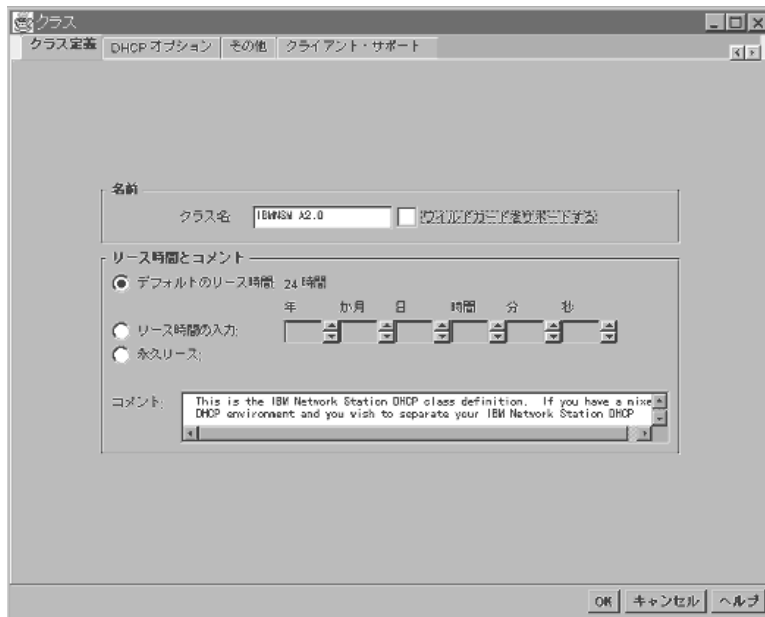 クラス
クラス定義 DHCP オプション その他 クライアント・サポート
名前
クラス名: IBMNSM A2.0 ワイルドカードをサポートする
リース時間とコメント
デフォルトのリース時間: 24 時間
年 か月 日 時間 分 秒
リース時間の入力:
永久リース:
コメント: This is the IBM Network Station DHCP class definition. If you have a mixe
DHCP environment and you wish to separate your IBM Network Station DHCP
OK キャンセル ヘルプ